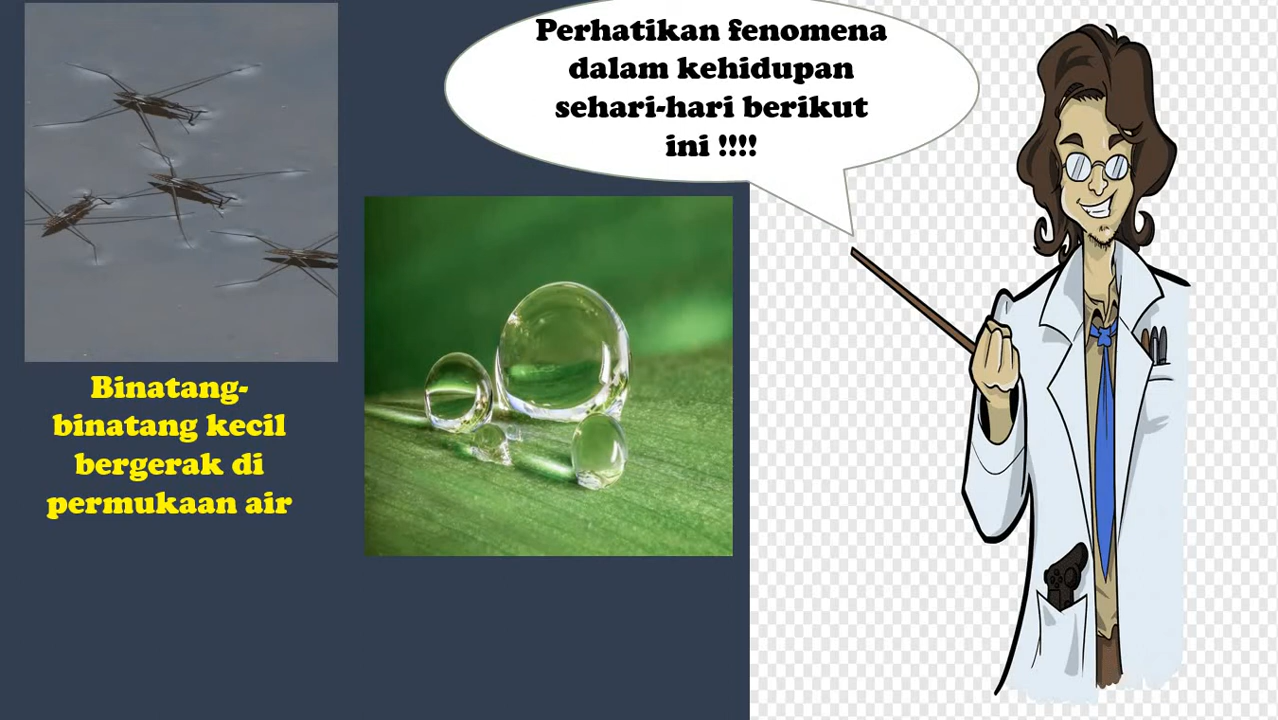 Perhatikan fenomena
dalam kehidupan
sehari-hari berikut
ini !!!!
Binatang-
binatang kecil
bergerak di
permukaan air